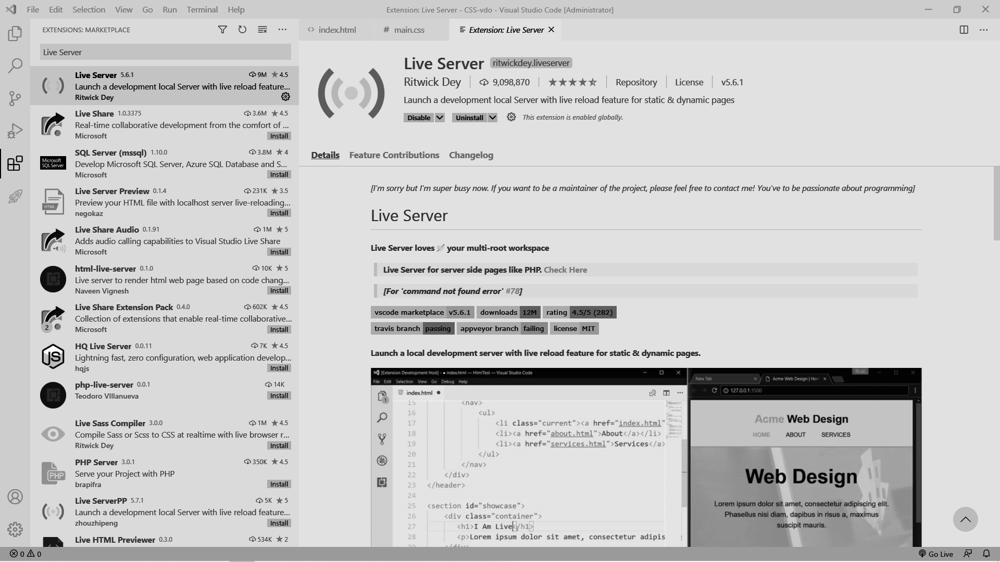 File Edit Selection View Go Run Terminal Help
Extension: Live Server - CSS-vdo - Visual Studio Code [Administrator]
EXTENSIONS: MARKETPLACE
Live Server
Live Server 5.6.1 9M 4.5
Launch a development local Server with live reload feature...
Ritwick Dey
Live Share 1.0.3375 3.6M 4.5
Real-time collaborative development from the comfort of ...
Microsoft Install
Microsoft
SQL Server
SQL Server (mssql) 1.10.0 3.8M 4
Develop Microsoft SQL Server, Azure SQL Database and S...
Microsoft Install
HTML
Live Server Preview 0.1.4 231K 3.5
Preview your HTML file with localhost server live-reloading...
negokaz Install
Live Share Audio 0.1.91 1M 5
Adds audio calling capabilities to Visual Studio Live Share
Microsoft Install
html-live-server 0.1.0 10K 5
Live server to render html web page based on code chang...
Naveen Vignesh Install
2
Live Share Extension Pack 0.4.0 602K 4.5
Collection of extensions that enable real-time collaborative...
Microsoft Install
JS
HQ Live Server 0.0.11 7K 4.5
Lightning fast, zero configuration, web application develop...
hqjs Install
php-live-server 0.0.1 14K
Teodoro VIllanueva Install
Live Sass Compiler 3.0.0 1M 4.5
Compile Sass or Scss to CSS at realtime with live browser r...
Ritwick Dey Install
PHP
PHP Server 3.0.1 350K 4.5
Serve your Project with PHP
brapifra Install
Live ServerPP 5.7.1 5K 5
Launch a development local Server with live reload feature...
zhouzhipeng Install
Live HTML Previewer 0.3.0 534K 2
index.html # main.css Extension: Live Server
Live Server ritwickdey.liveserver
Ritwick Dey 9,098,870 Repository License v5.6.1
Launch a development local Server with live reload feature for static & dynamic pages
Disable Uninstall This extension is enabled globally.
Details Feature Contributions Changelog
[I'm sorry but I'm super busy now. If you want to be a maintainer of the project, please feel free to contact me! You've to be passionate about programming]
Live Server
Live Server loves 💘 your multi-root workspace
Live Server for server side pages like PHP. Check Here
[For 'command not found error' #78]
vscode marketplace v5.6.1 downloads 12M rating 4.5/5 (282)
travis branch passing appveyor branch failing license MIT
Launch a local development server with live reload feature for static & dynamic pages.
[Extension Development Host] - • index.html — HtmlTest — Visual Studio Code
File Edit Selection View Go Debug Help
1
index.html
15 <nav>
16 <ul>
17 <li class="current"><a href="index.html"
18 <li><a href="about.html">About</a></li>
19 <li><a href="services.html">Services</a>
20 </ul>
21 </nav>
22 </div>
23 </header>
24
25 <section id="showcase">
26 <div class="container">
27 <h1>I Am Live</h1>
28 <p>Lorem ipsum dolor sit amet, consectetur adipis
New Tab Acme Web Design | Hom
127.0.0.1:3500
Acme Web Design
HOME ABOUT SERVICES
Web Design
Lorem ipsum dolor sit amet, consectetur adipiscing elit.
Phasellus nisi diam, dapibus in risus a, maximus
suscipit mauris.
0 0 Go Live